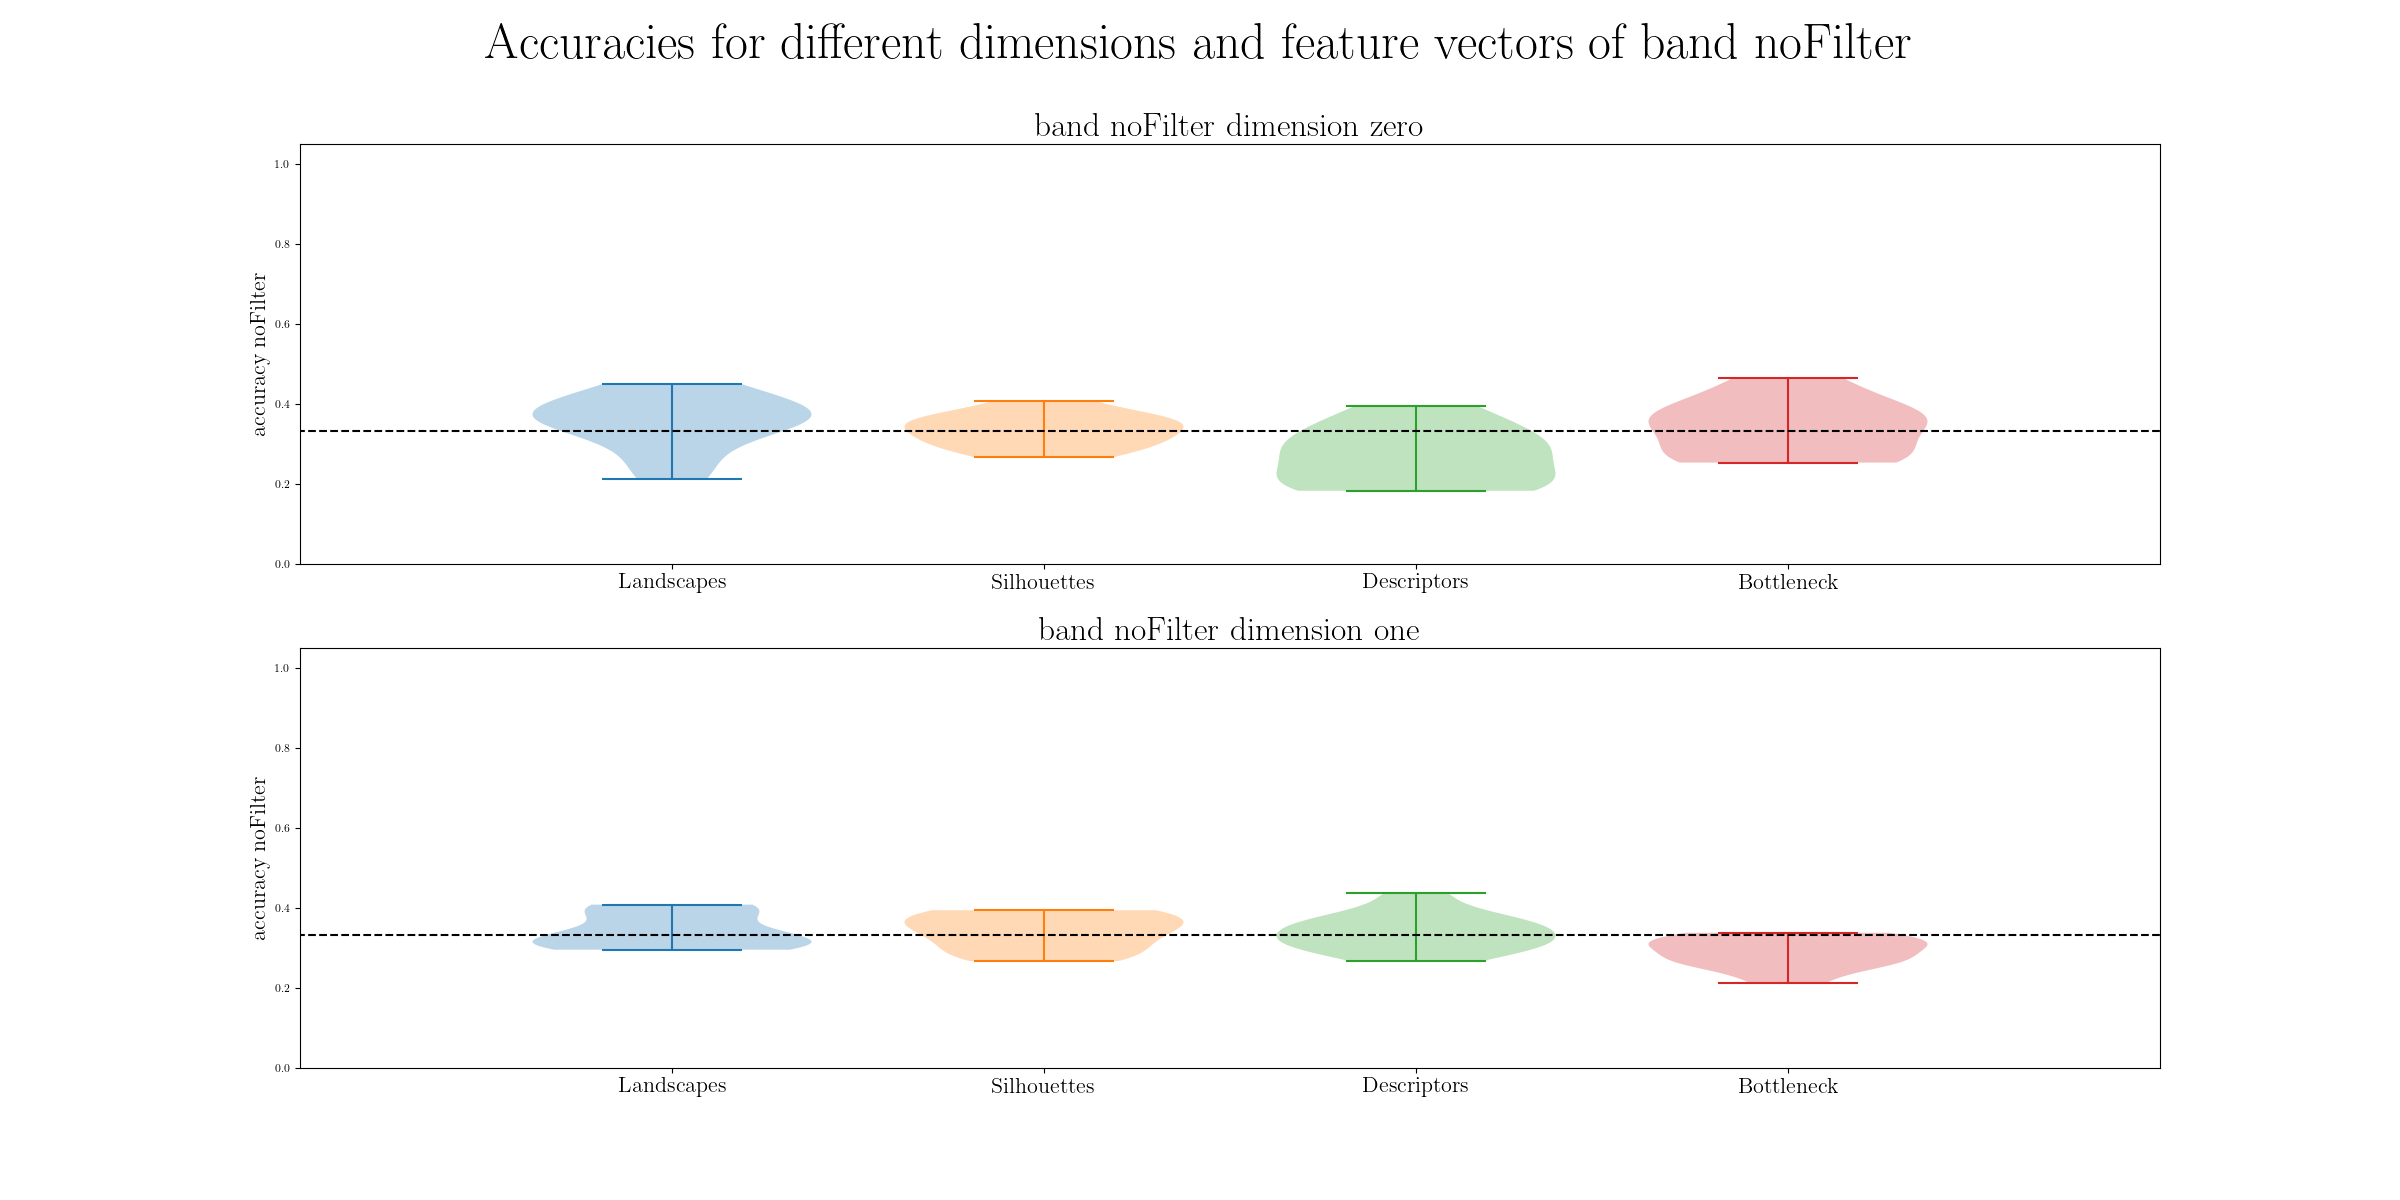 Accuracies for different dimensions and feature vectors of band noFilter
band noFilter dimension zero
accuracy noFilter
1.0
0.8
0.6
0.4
0.2
0.0
Landscapes Silhouettes Descriptors Bottleneck
band noFilter dimension one
accuracy noFilter
1.0
0.8
0.6
0.4
0.2
0.0
Landscapes Silhouettes Descriptors Bottleneck